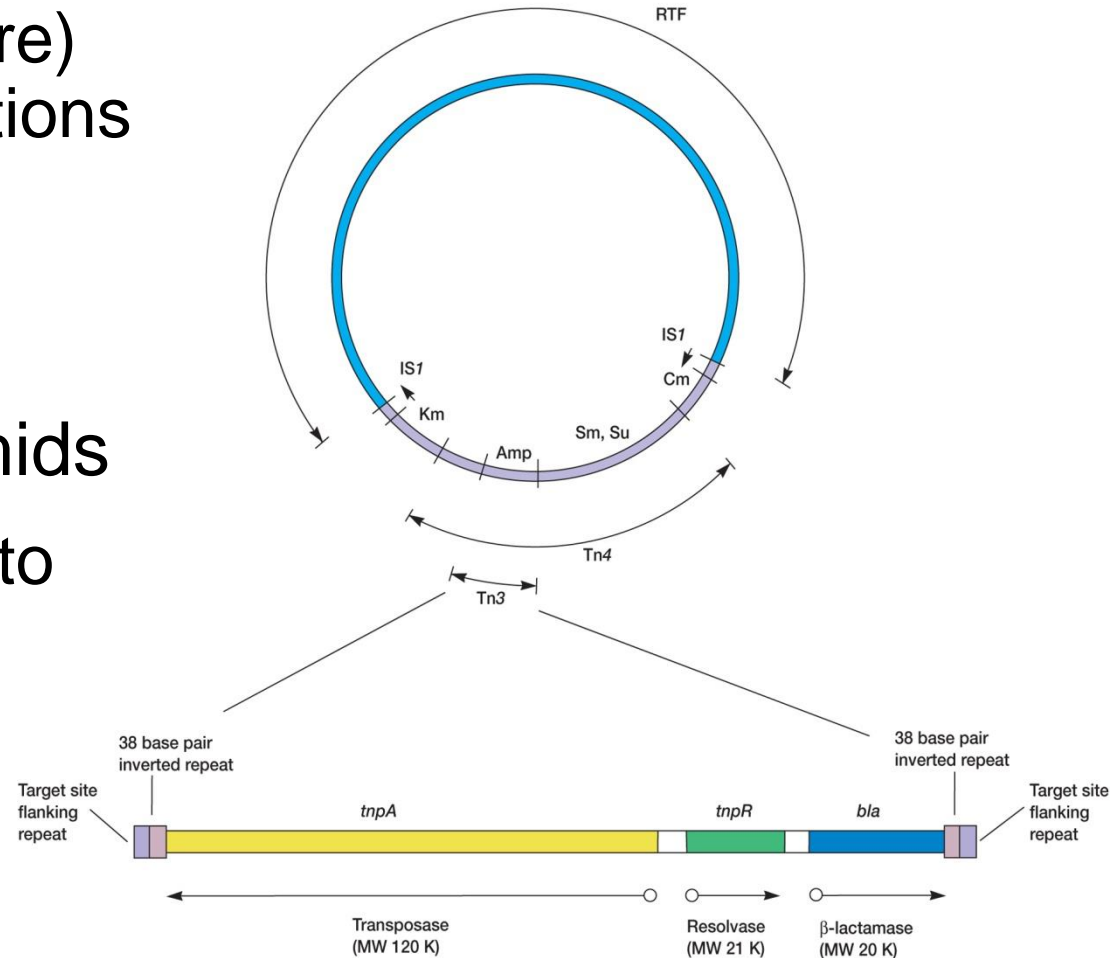 re)
tions
nids
to
RTF
IS1
Cm
IS1
Km
Amp
Sm, Su
Tn4
Tn3
38 base pair
inverted repeat
Target site
flanking
repeat
tnpA
tnpR
bla
38 base pair
inverted repeat
Target site
flanking
repeat
Transposase
(MW 120 K)
Resolvase
(MW 21 K)
β-lactamase
(MW 20 K)